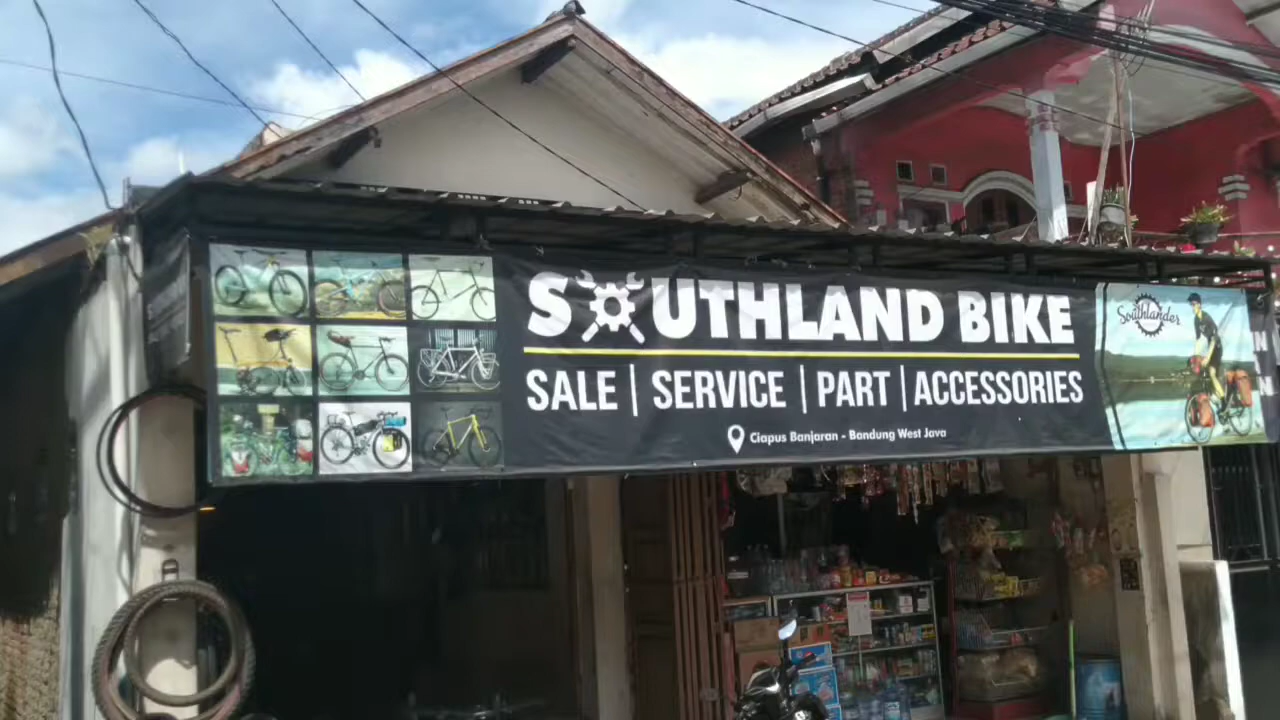 SOUTHLAND BIKE
SALE | SERVICE | PART | ACCESSORIES
Ciapus Banjaran - Bandung West Java
Southlander